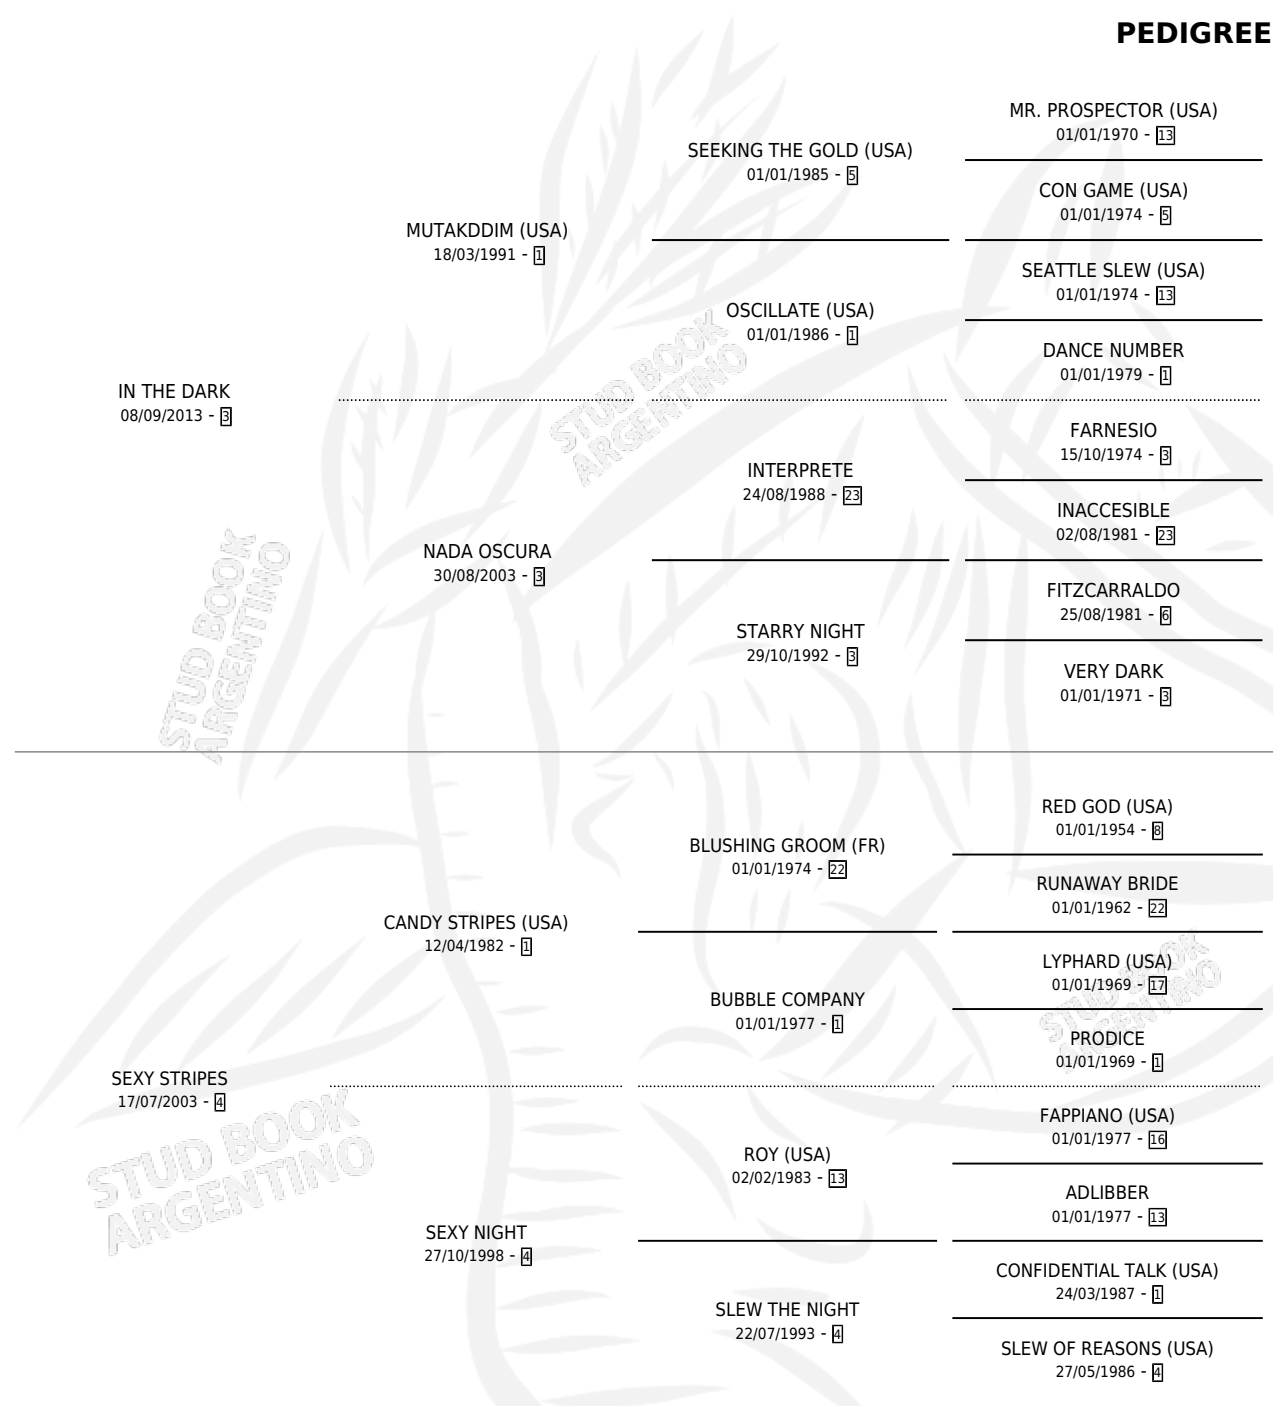 PEDIGREE
MR. PROSPECTOR (USA)
01/01/1970 - 13
SEEKING THE GOLD (USA)
01/01/1985 - 5
CON GAME (USA)
01/01/1974 - 5
MUTAKDDIM (USA)
18/03/1991 - 1
SEATTLE SLEW (USA)
01/01/1974 - 13
OSCILLATE (USA)
01/01/1986 - 1
DANCE NUMBER
01/01/1979 - 1
IN THE DARK
08/09/2013 - 3
FARNESIO
15/10/1974 - 3
INTERPRETE
24/08/1988 - 23
INACCESIBLE
02/08/1981 - 23
NADA OSCURA
30/08/2003 - 3
FITZCARRALDO
25/08/1981 - 6
STARRY NIGHT
29/10/1992 - 3
VERY DARK
01/01/1971 - 3
RED GOD (USA)
01/01/1954 - 8
BLUSHING GROOM (FR)
01/01/1974 - 22
RUNAWAY BRIDE
01/01/1962 - 22
CANDY STRIPES (USA)
12/04/1982 - 1
LYPHARD (USA)
01/01/1969 - 17
BUBBLE COMPANY
01/01/1977 - 1
PRODICE
01/01/1969 - 1
SEXY STRIPES
17/07/2003 - 4
FAPPIANO (USA)
01/01/1977 - 16
ROY (USA)
02/02/1983 - 13
ADLIBBER
01/01/1977 - 13
SEXY NIGHT
27/10/1998 - 4
CONFIDENTIAL TALK (USA)
24/03/1987 - 1
SLEW THE NIGHT
22/07/1993 - 4
SLEW OF REASONS (USA)
27/05/1986 - 4
STUD BOOK
ARGENTINO
STUD BOOK
ARGENTINO
STUD BOOK
ARGENTINO
STUD BOOK
ARGENTINO